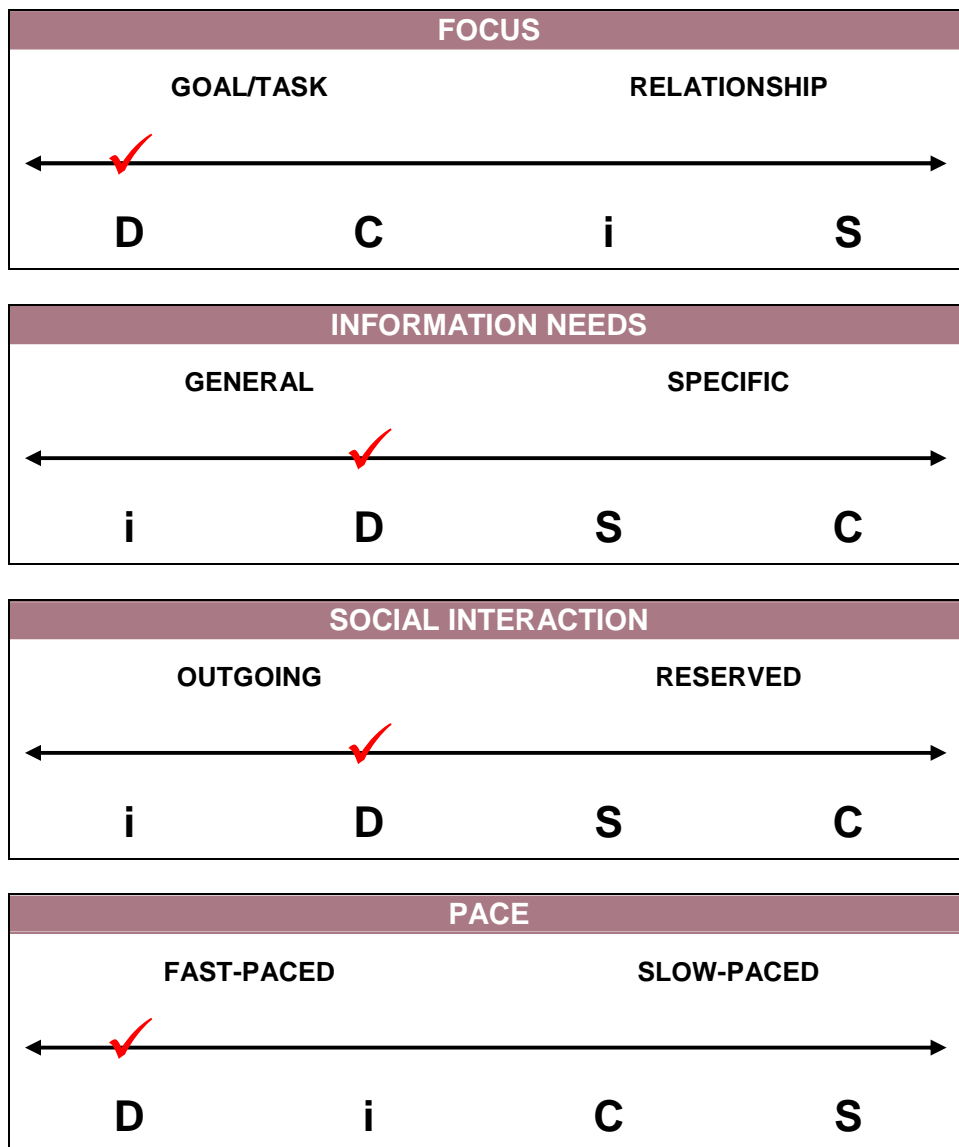 FOCUS
GOAL/TASK RELATIONSHIP
D C i S
INFORMATION NEEDS
GENERAL SPECIFIC
i D S C
SOCIAL INTERACTION
OUTGOING RESERVED
i D S C
PACE
FAST-PACED SLOW-PACED
D i C S